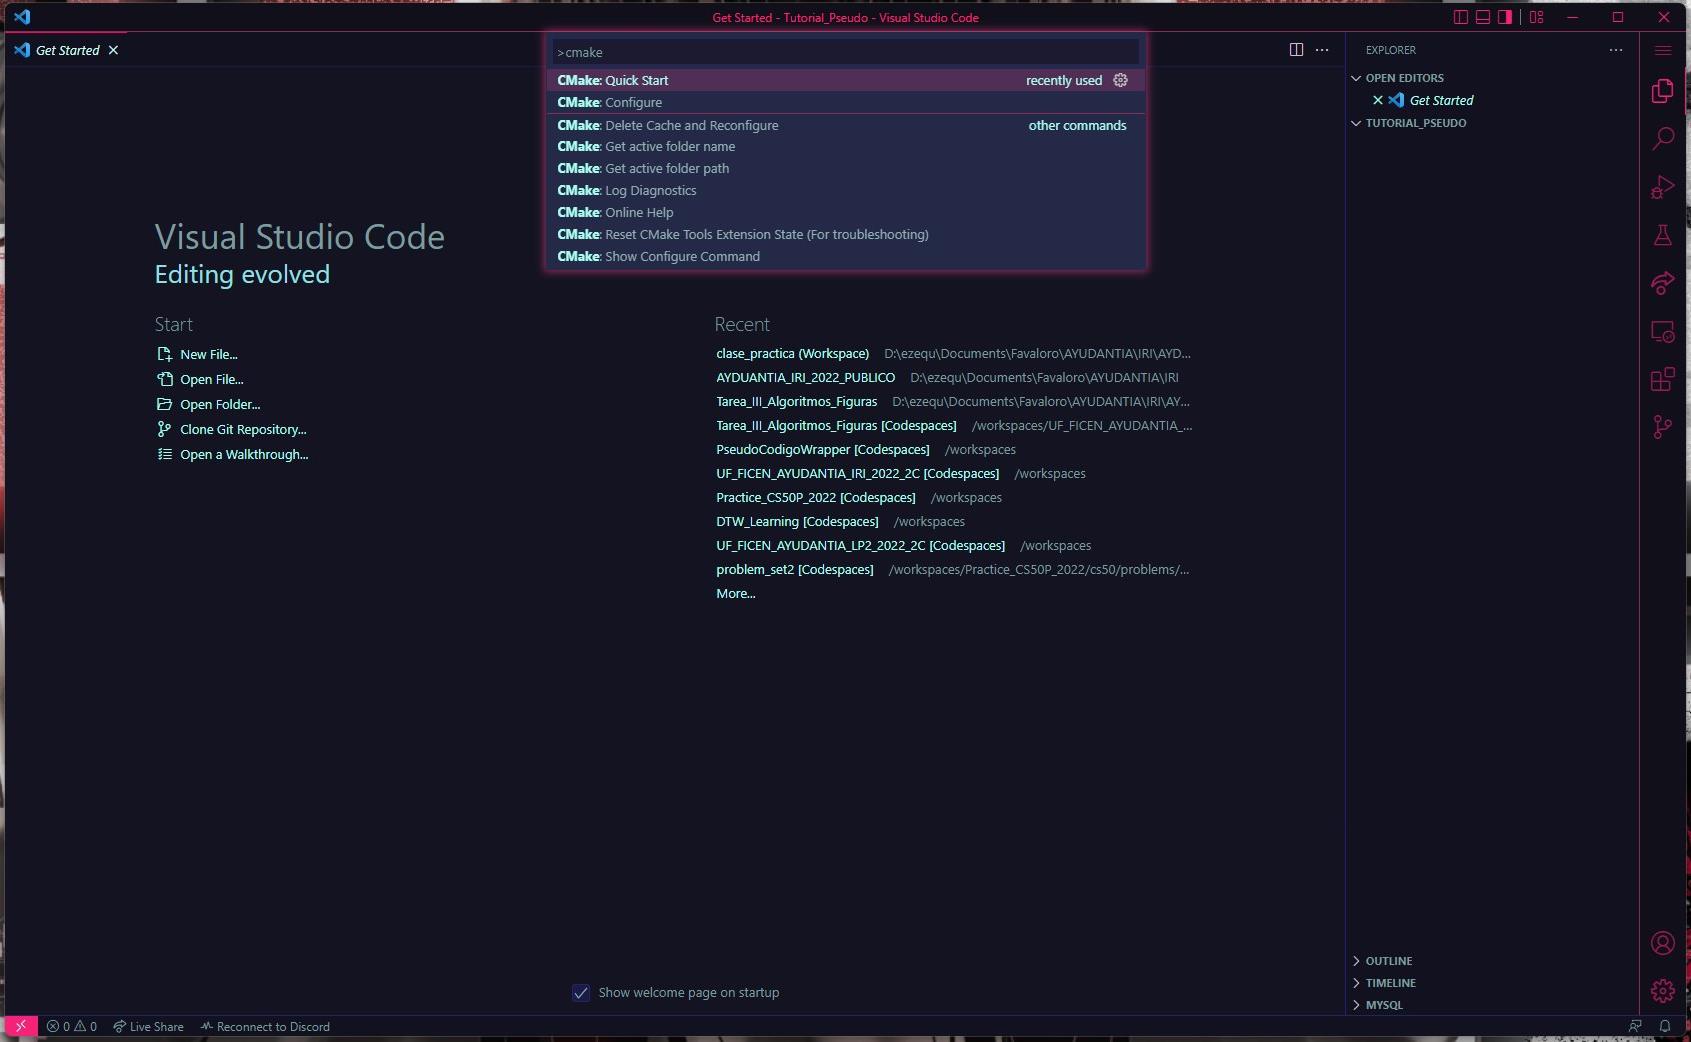 Get Started - Tutorial_Pseudo - Visual Studio Code
Get Started
>cmake
CMake: Quick Start recently used
CMake: Configure
CMake: Delete Cache and Reconfigure other commands
CMake: Get active folder name
CMake: Get active folder path
CMake: Log Diagnostics
CMake: Online Help
CMake: Reset CMake Tools Extension State (For troubleshooting)
CMake: Show Configure Command
Visual Studio Code
Editing evolved
Start
New File...
Open File...
Open Folder...
Clone Git Repository...
Open a Walkthrough...
Recent
clase_practica (Workspace) D:\ezequ\Documents\Favaloro\AYUDANTIA\IRI\AYD...
AYDUANTIA_IRI_2022_PUBLICO D:\ezequ\Documents\Favaloro\AYUDANTIA\IRI
Tarea_III_Algoritmos_Figuras D:\ezequ\Documents\Favaloro\AYUDANTIA\IRI\AY...
Tarea_III_Algoritmos_Figuras [Codespaces] /workspaces/UF_FICEN_AYUDANTIA_...
PseudoCodigoWrapper [Codespaces] /workspaces
UF_FICEN_AYUDANTIA_IRI_2022_2C [Codespaces] /workspaces
Practice_CS50P_2022 [Codespaces] /workspaces
DTW_Learning [Codespaces] /workspaces
UF_FICEN_AYUDANTIA_LP2_2022_2C [Codespaces] /workspaces
problem_set2 [Codespaces] /workspaces/Practice_CS50P_2022/cs50/problems/...
More...
Show welcome page on startup
EXPLORER
OPEN EDITORS
Get Started
TUTORIAL_PSEUDO
OUTLINE
TIMELINE
MYSQL
0 0 Live Share Reconnect to Discord